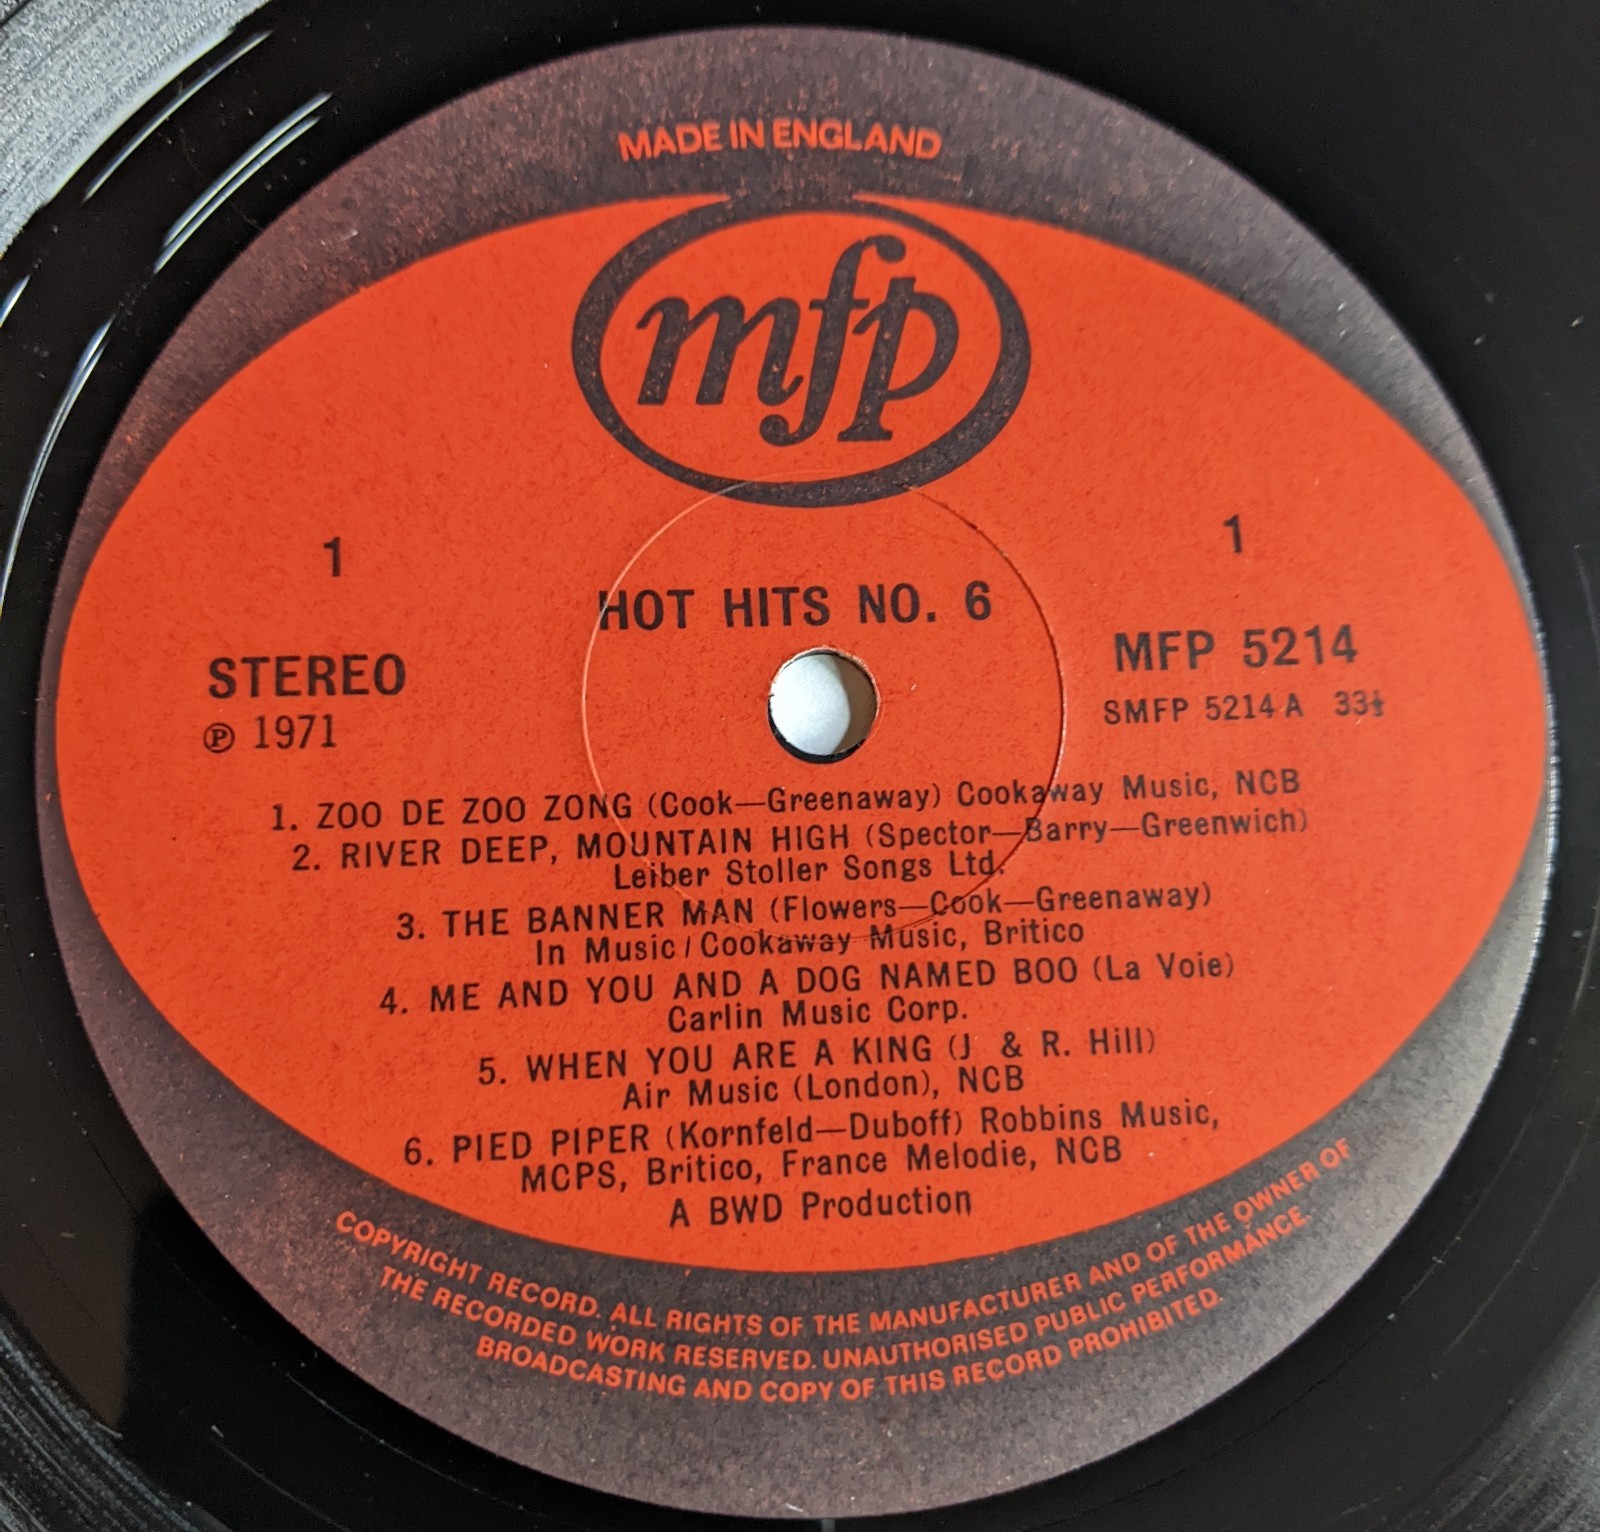 MADE IN ENGLAND
mfp
1 1
HOT HITS NO. 6
STEREO MFP 5214
℗ 1971 SMFP 5214 A 33⅓
1. ZOO DE ZOO ZONG (Cook—Greenaway) Cookaway Music, NCB
2. RIVER DEEP, MOUNTAIN HIGH (Spector—Barry—Greenwich)
Leiber Stoller Songs Ltd.
3. THE BANNER MAN (Flowers—Cook—Greenaway)
In Music/Cookaway Music, Britico
4. ME AND YOU AND A DOG NAMED BOO (La Voie)
Carlin Music Corp.
5. WHEN YOU ARE A KING (J & R. Hill)
Air Music (London), NCB
6. PIED PIPER (Kornfeld—Duboff) Robbins Music,
MCPS, Britico, France Melodie, NCB
A BWD Production
COPYRIGHT RECORD. ALL RIGHTS OF THE MANUFACTURER AND OF THE OWNER OF
THE RECORDED WORK RESERVED. UNAUTHORISED PUBLIC PERFORMANCE.
BROADCASTING AND COPY OF THIS RECORD PROHIBITED.